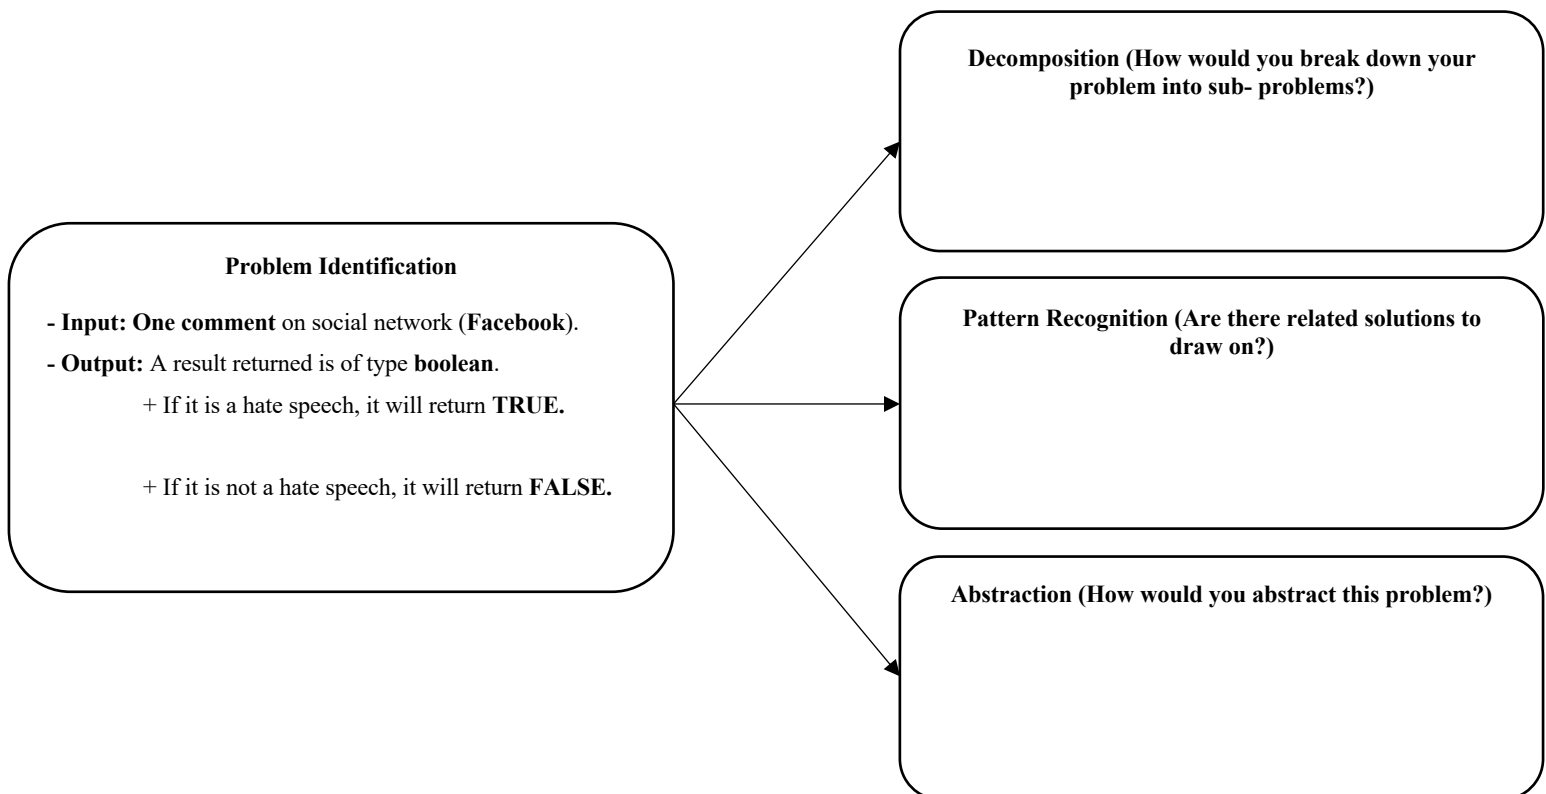 Problem Identification
- Input: One comment on social network (Facebook).
- Output: A result returned is of type boolean.
+ If it is a hate speech, it will return TRUE.
+ If it is not a hate speech, it will return FALSE.
Decomposition (How would you break down your
problem into sub- problems?)
Pattern Recognition (Are there related solutions to
draw on?)
Abstraction (How would you abstract this problem?)